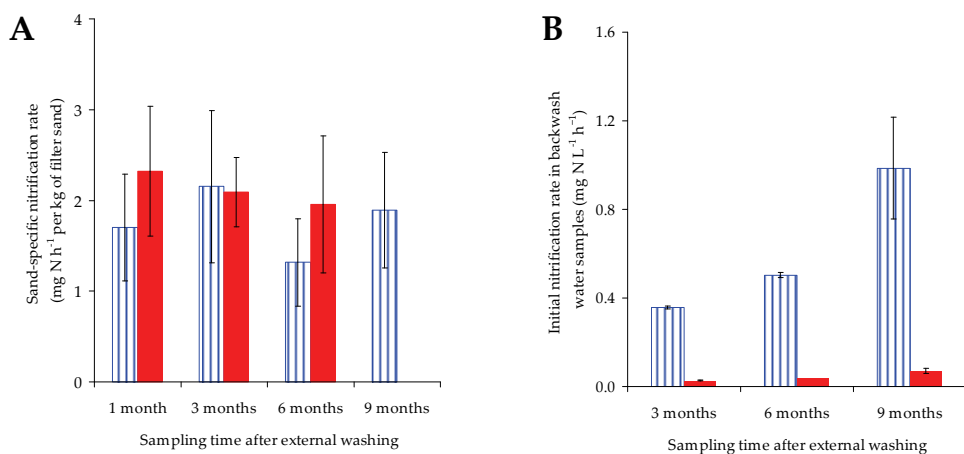 A
Sand-specific nitrification rate
(mg N h⁻¹ per kg of filter sand)
4
3
2
1
0
1 month
3 months
6 months
9 months
Sampling time after external washing
B
Initial nitrification rate in backwash
water samples (mg N L⁻¹ h⁻¹)
1.6
1.2
0.8
0.4
0.0
3 months
6 months
9 months
Sampling time after external washing